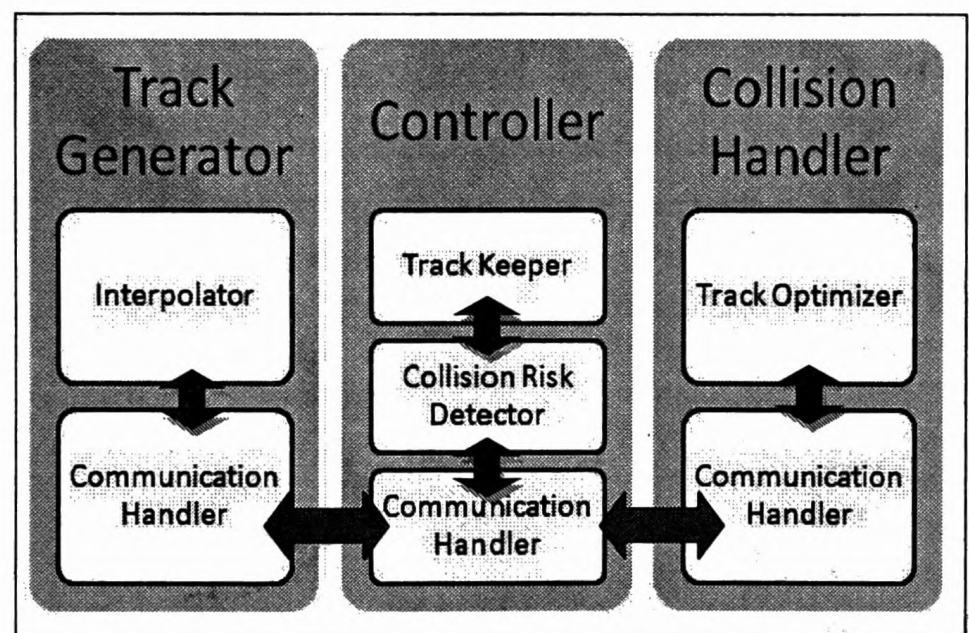 Track
Generator
Interpolator
Communication
Handler
Controller
Track Keeper
Collision Risk
Detector
Communication
Handler
Collision
Handler
Track Optimizer
Communication
Handler